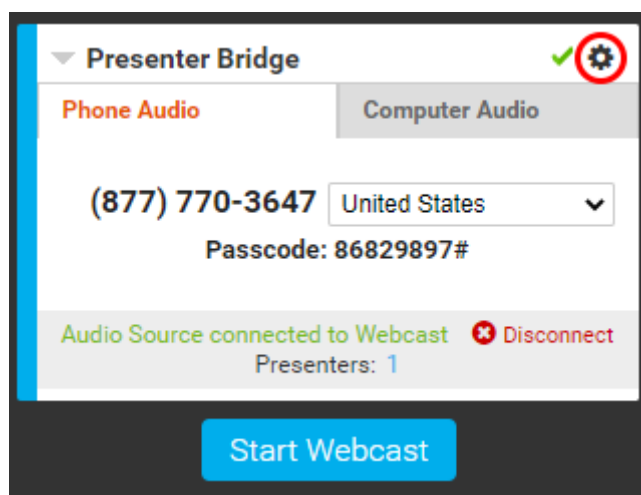 Presenter Bridge
Phone Audio
Computer Audio
(877) 770-3647 United States
Passcode: 86829897#
Audio Source connected to Webcast Disconnect
Presenters: 1
Start Webcast